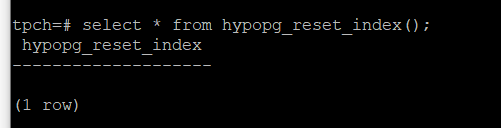 tpch=# select * from hypopg_reset_index();
hypopg_reset_index
--------------------
(1 row)